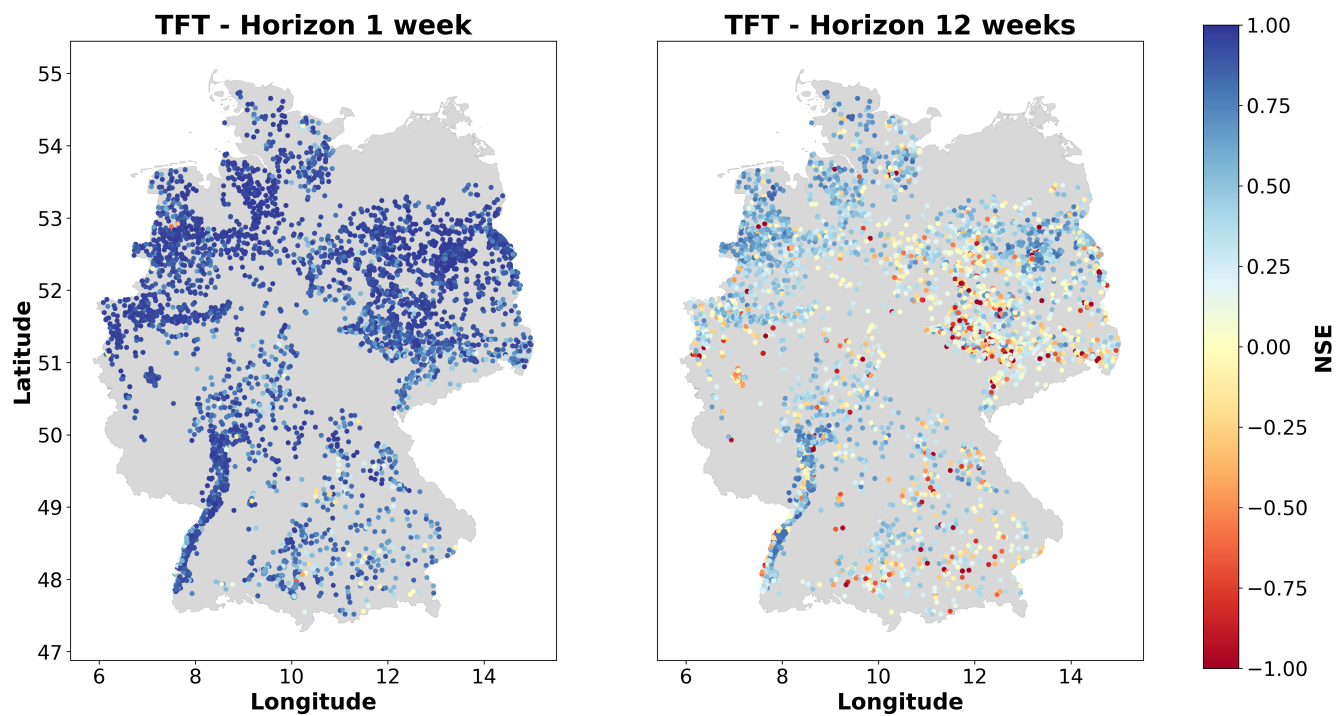 TFT - Horizon 1 week
TFT - Horizon 12 weeks
Latitude
55
54
53
52
51
50
49
48
47
6 8 10 12 14
Longitude
6 8 10 12 14
Longitude
1.00
0.75
0.50
0.25
0.00
−0.25
−0.50
−0.75
−1.00
NSE